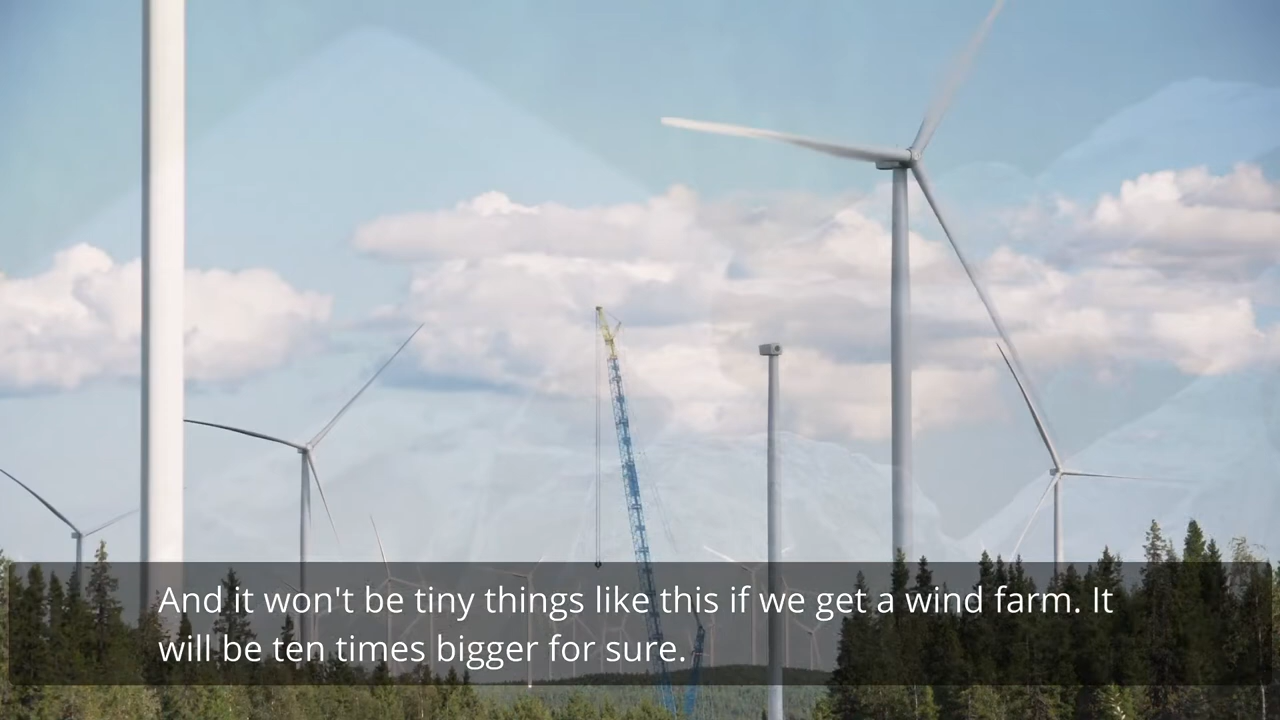 And it won't be tiny things like this if we get a wind farm. It
will be ten times bigger for sure.